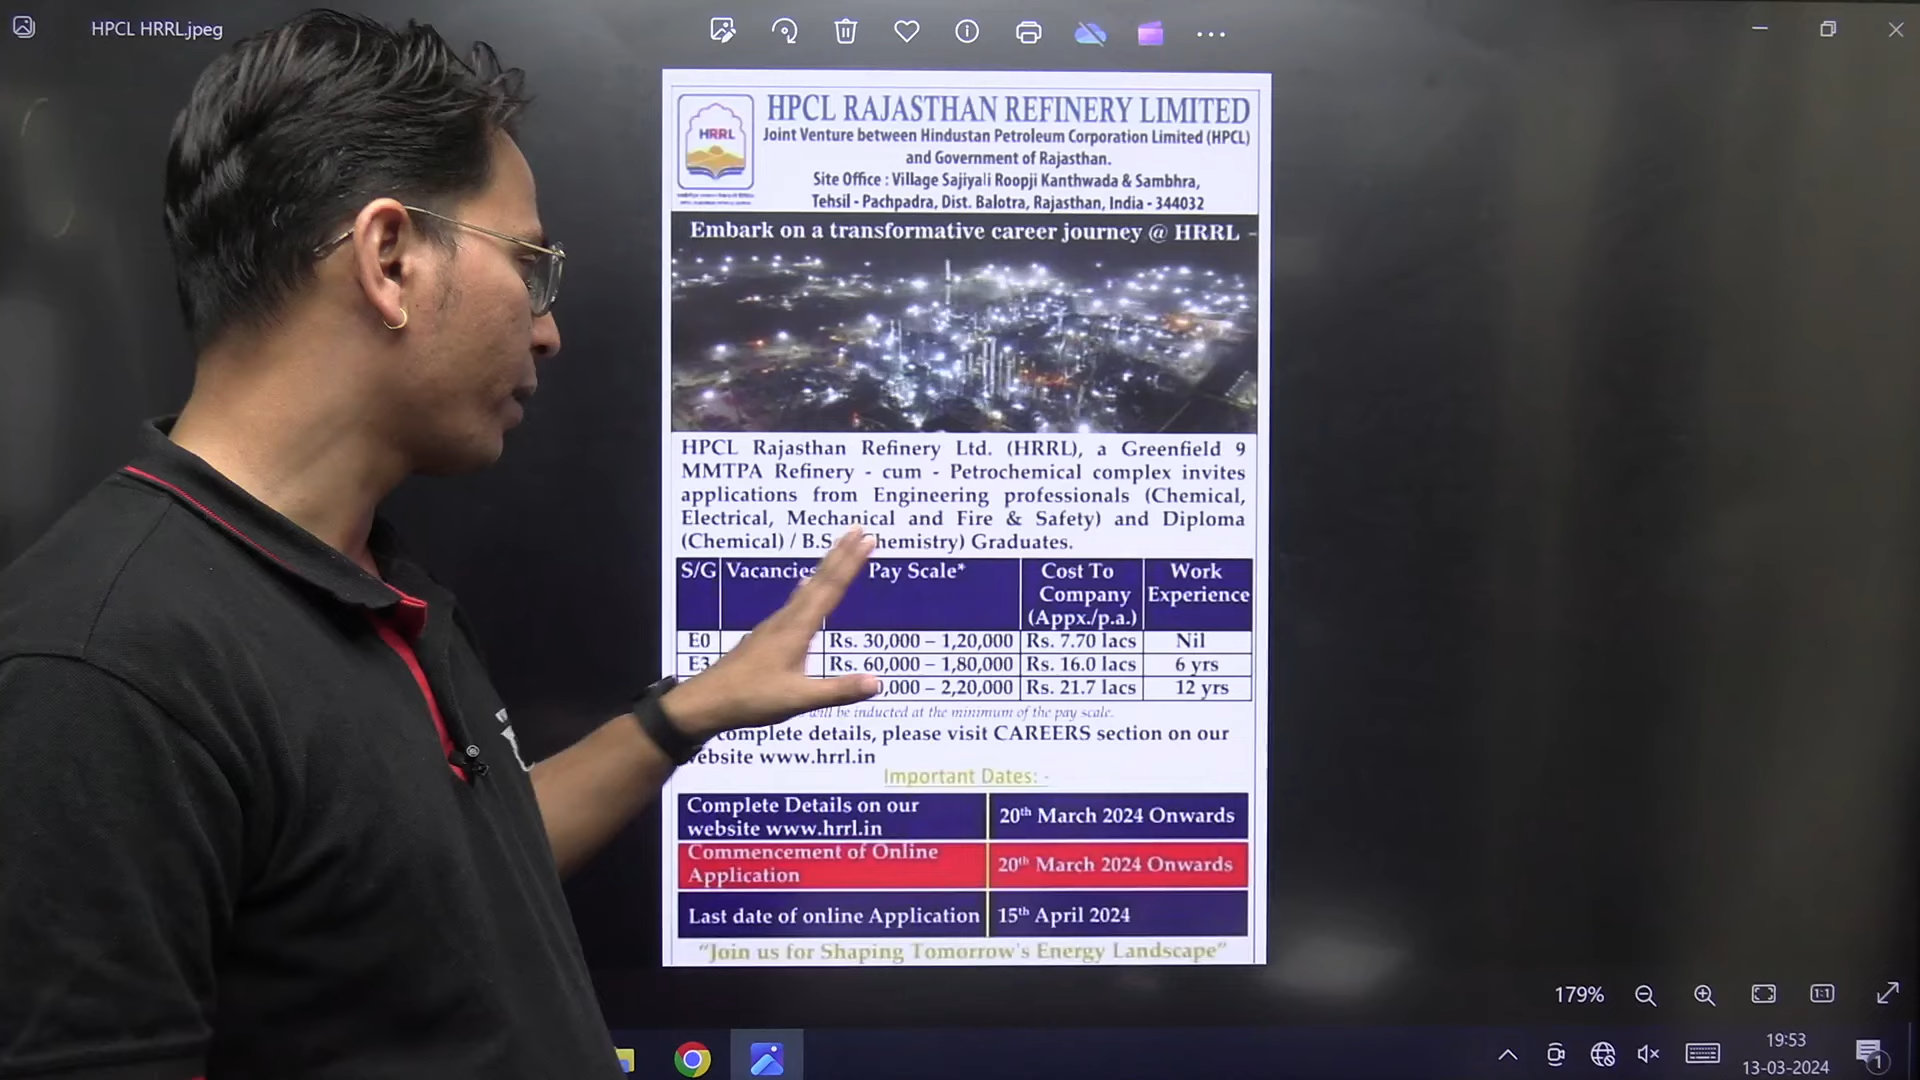 HPCL HRRL.jpeg
HPCL RAJASTHAN REFINERY LIMITED
HRRL
Joint Venture between Hindustan Petroleum Corporation Limited (HPCL)
and Government of Rajasthan.
Site Office : Village Sajiyali Roopji Kanthwada & Sambhra,
Tehsil - Pachpadra, Dist. Balotra, Rajasthan, India - 344032
Embark on a transformative career journey @ HRRL -
HPCL Rajasthan Refinery Ltd. (HRRL), a Greenfield 9
MMTPA Refinery - cum - Petrochemical complex invites
applications from Engineering professionals (Chemical,
Electrical, Mechanical and Fire & Safety) and Diploma
(Chemical) / B.S hemistry) Graduates.
S/G Vacancies Pay Scale* Cost To Company (Appx./p.a.) Work Experience
E0 Rs. 30,000 – 1,20,000 Rs. 7.70 lacs Nil
E3 Rs. 60,000 – 1,80,000 Rs. 16.0 lacs 6 yrs
0,000 – 2,20,000 Rs. 21.7 lacs 12 yrs
will be inducted at the minimum of the pay scale.
complete details, please visit CAREERS section on our
website www.hrrl.in
Important Dates: -
Complete Details on our
website www.hrrl.in
20th March 2024 Onwards
Commencement of Online
Application
20th March 2024 Onwards
Last date of online Application 15th April 2024
"Join us for Shaping Tomorrow's Energy Landscape"
179%
1:1
19:53
13-03-2024
1